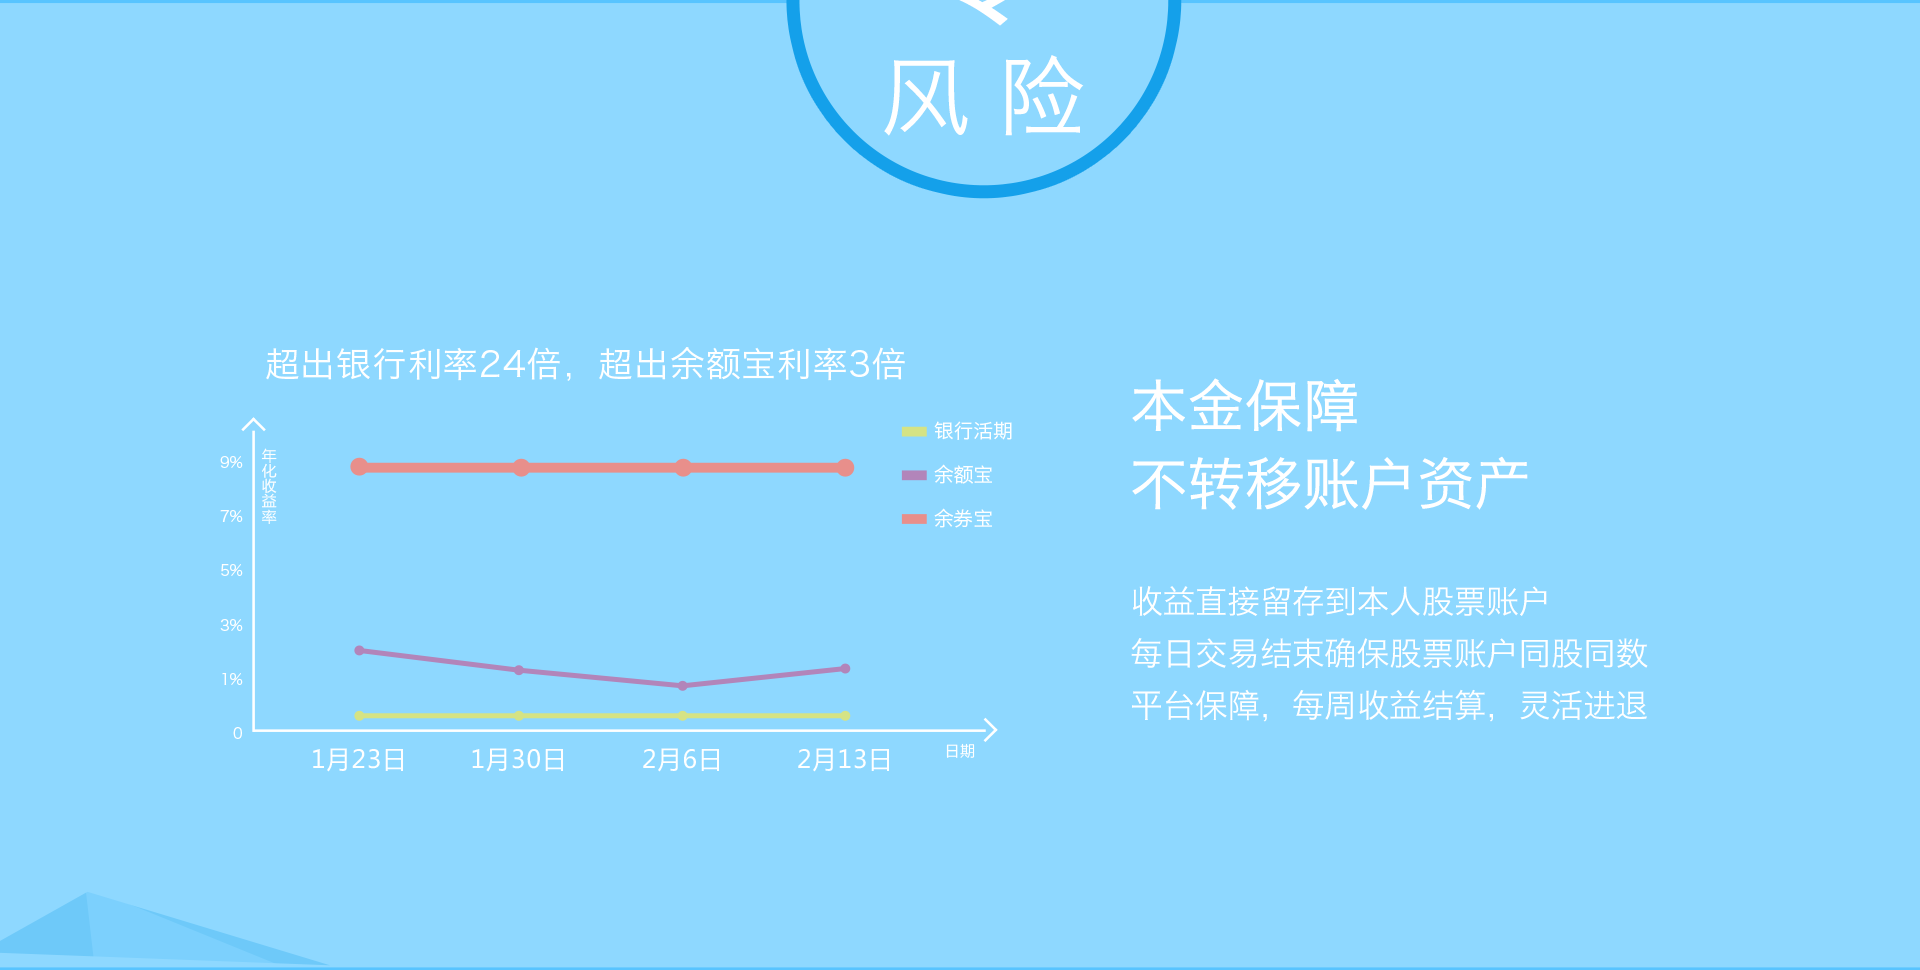 风险
超出银行利率24倍，超出余额宝利率3倍
年化收益率
9%
7%
5%
3%
1%
0
1月23日
1月30日
2月6日
2月13日
日期
银行活期
余额宝
余券宝
本金保障
不转移账户资产
收益直接留存到本人股票账户
每日交易结束确保股票账户同股同数
平台保障，每周收益结算，灵活进退